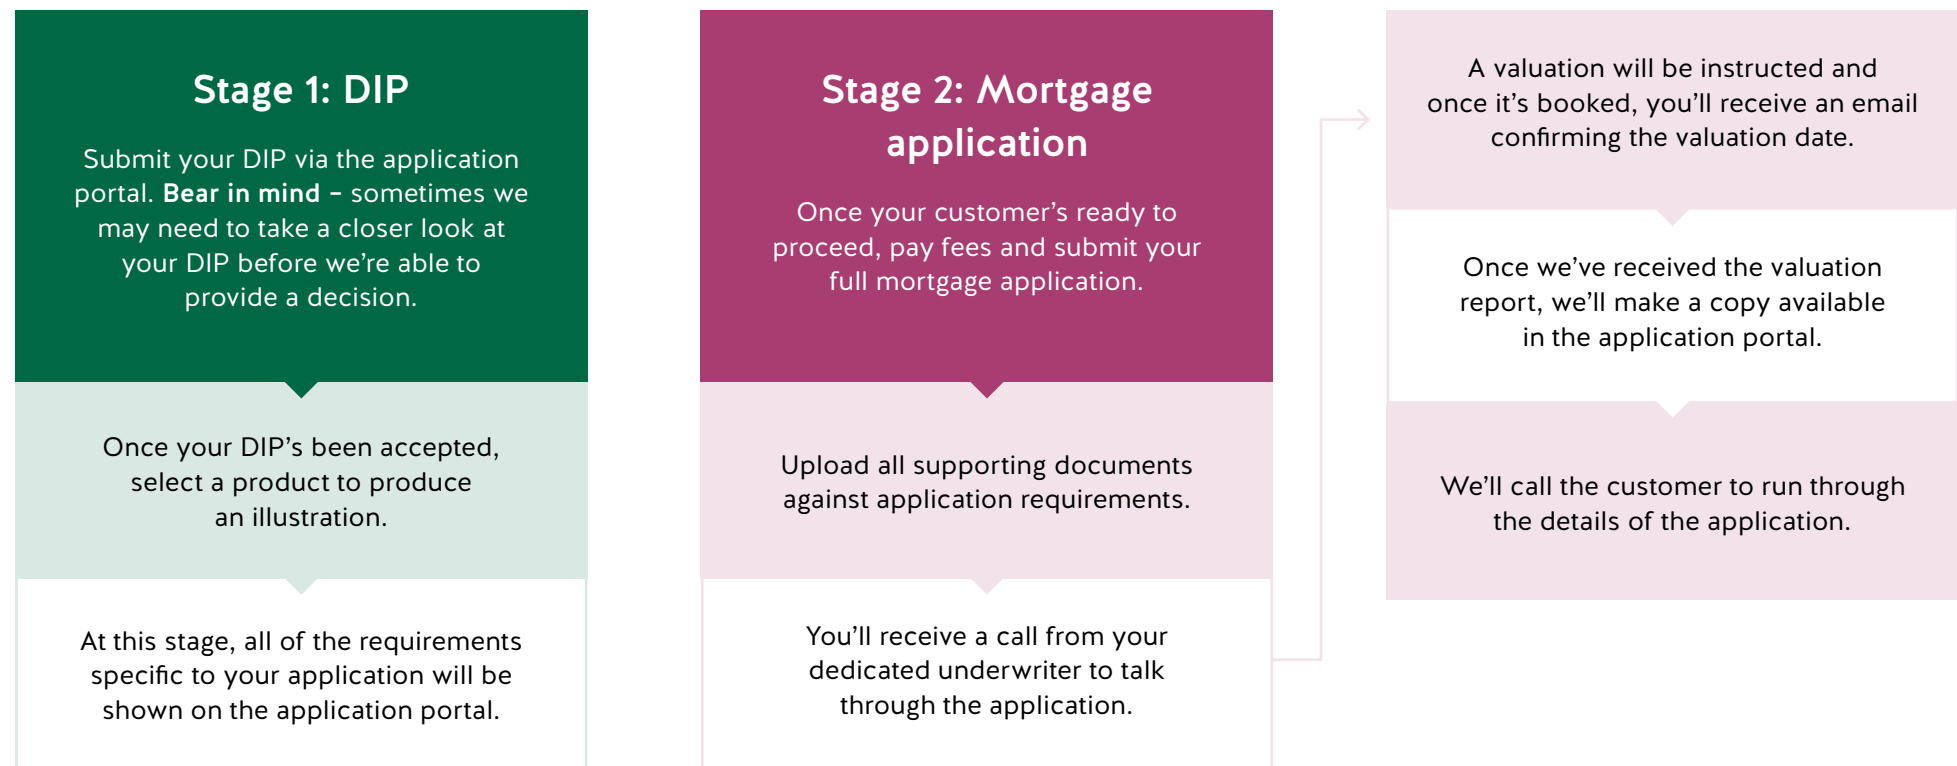 Stage 1: DIP
Submit your DIP via the application
portal. Bear in mind – sometimes we
may need to take a closer look at
your DIP before we’re able to
provide a decision.
Once your DIP’s been accepted,
select a product to produce
an illustration.
At this stage, all of the requirements
specific to your application will be
shown on the application portal.
Stage 2: Mortgage
application
Once your customer’s ready to
proceed, pay fees and submit your
full mortgage application.
Upload all supporting documents
against application requirements.
You’ll receive a call from your
dedicated underwriter to talk
through the application.
A valuation will be instructed and
once it’s booked, you’ll receive an email
confirming the valuation date.
Once we’ve received the valuation
report, we’ll make a copy available
in the application portal.
We’ll call the customer to run through
the details of the application.